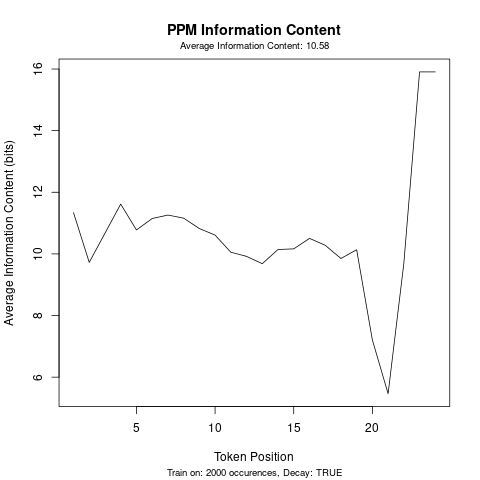 PPM Information Content
Average Information Content: 10.58
Average Information Content (bits)
16
14
12
10
8
6
5
10
15
20
Token Position
Train on: 2000 occurences, Decay: TRUE